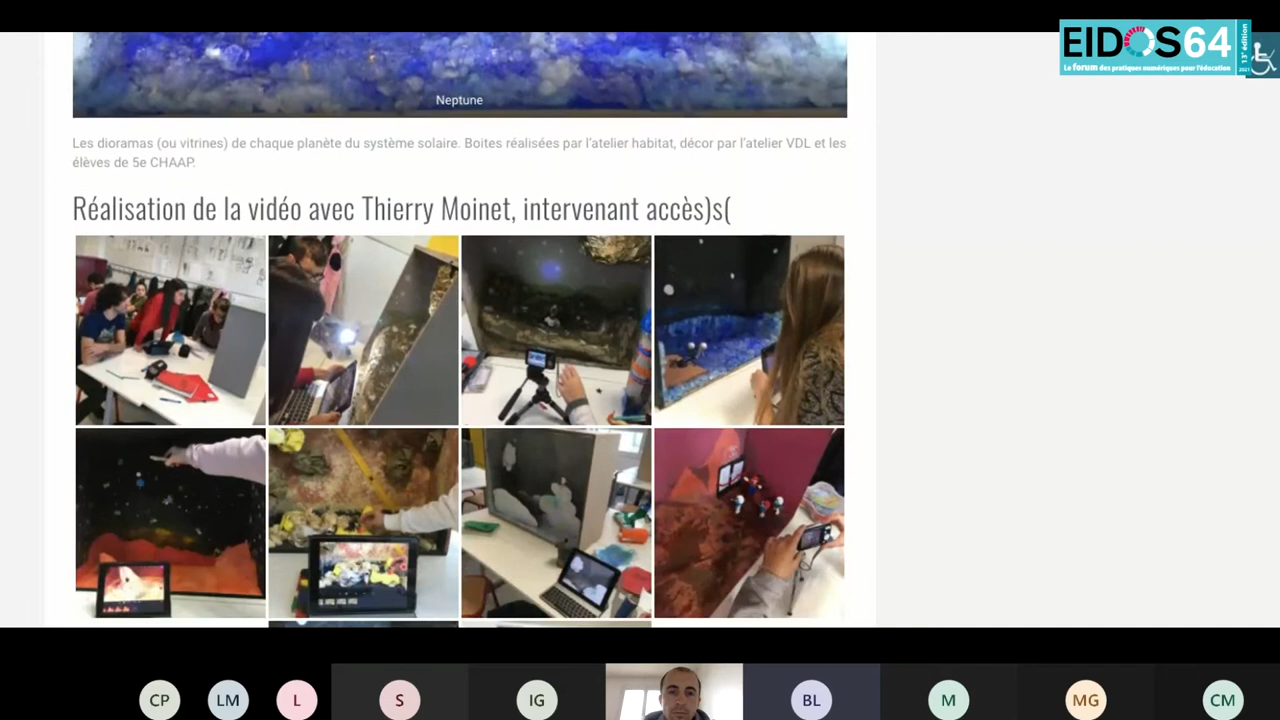 EIDOS64
13e édition
2021
Le forum des pratiques numériques pour l'éducation
Neptune
Les dioramas (ou vitrines) de chaque planète du système solaire. Boites réalisées par l'atelier habitat, décor par l'atelier VDL et les
élèves de 5e CHAAP.
Réalisation de la vidéo avec Thierry Moinet, intervenant accès)s(
CP
LM
L
S
IG
BL
M
MG
CM